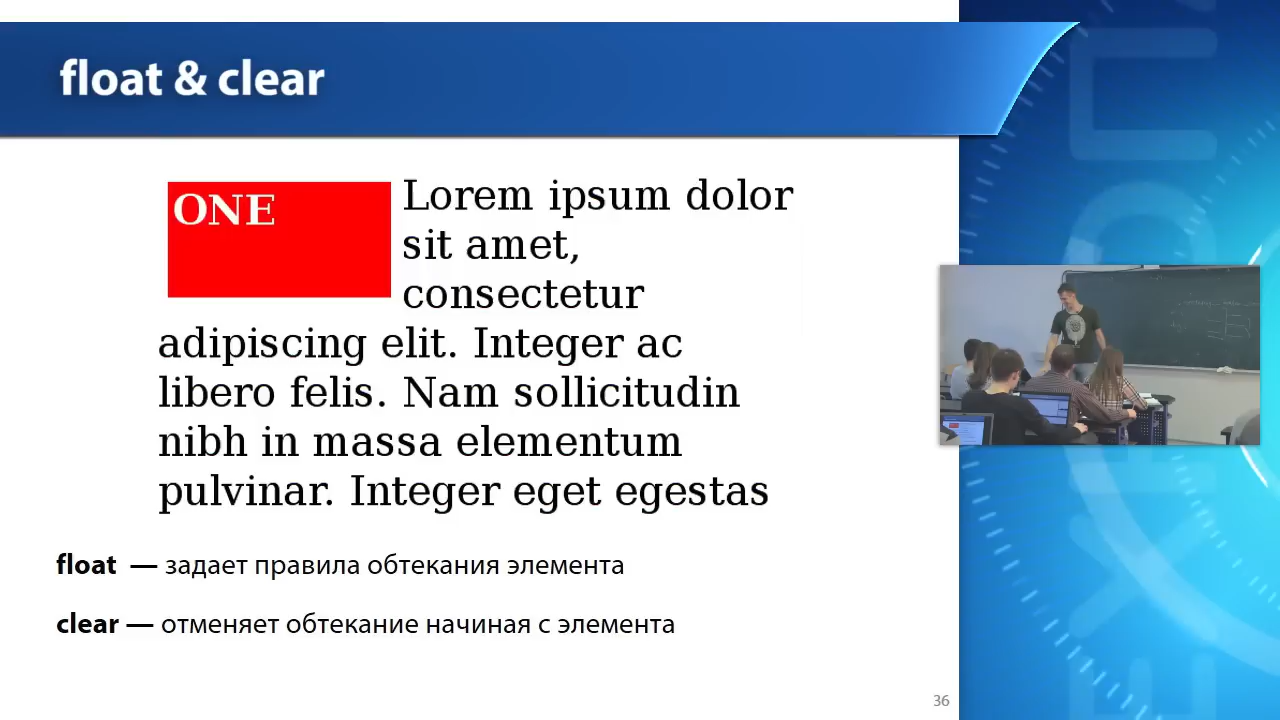 float & clear
ONE
Lorem ipsum dolor
sit amet,
consectetur
adipiscing elit. Integer ac
libero felis. Nam sollicitudin
nibh in massa elementum
pulvinar. Integer eget egestas
float — задает правила обтекания элемента
clear — отменяет обтекание начиная с элемента
36